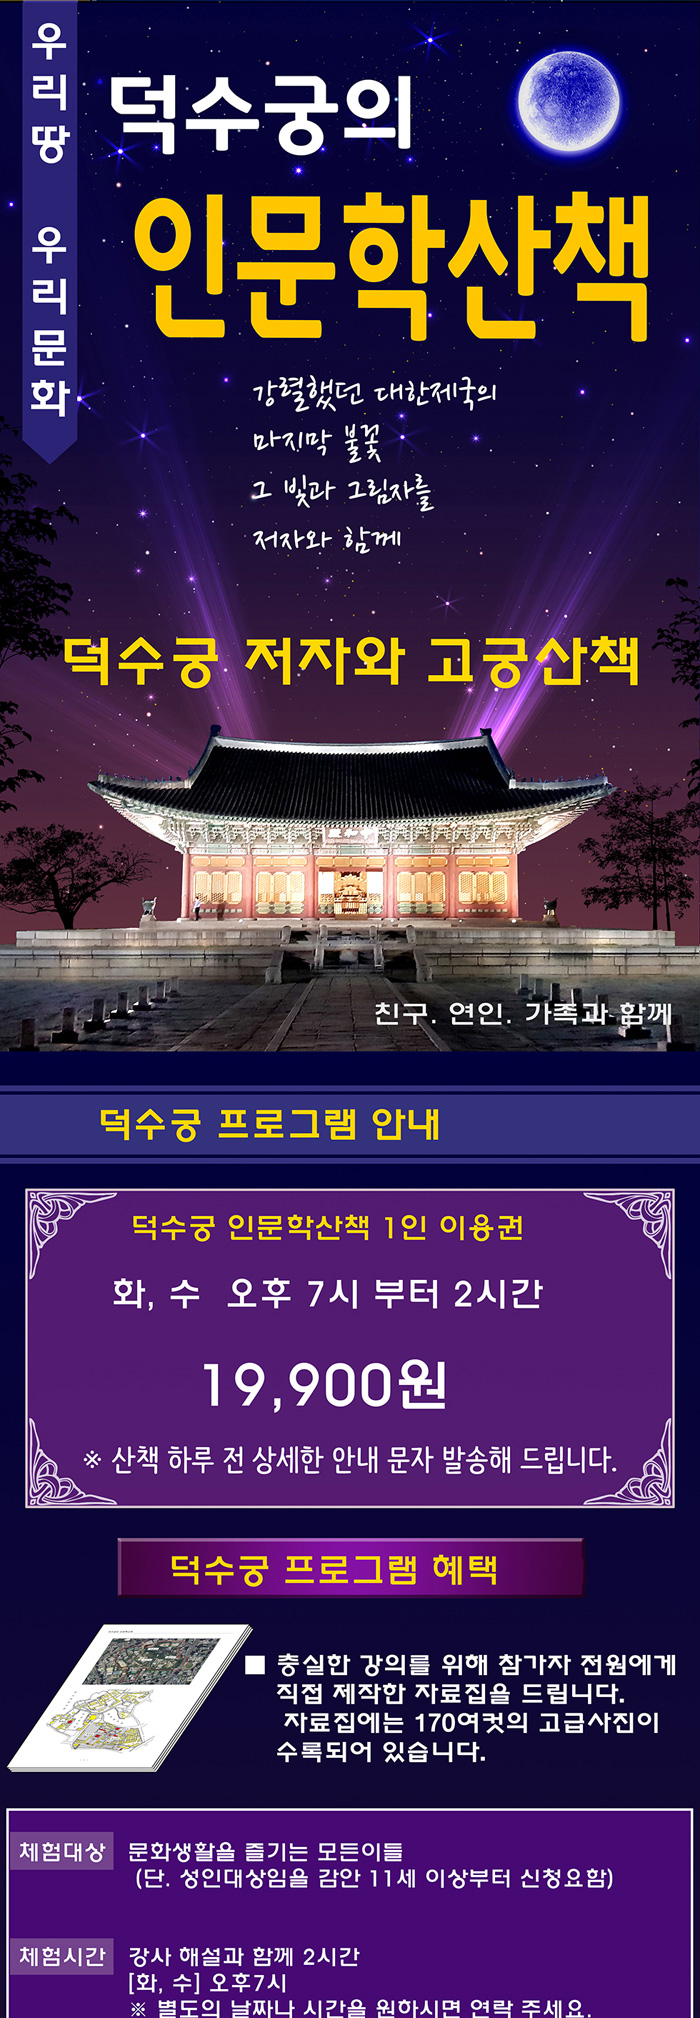 우리땅 우리문화
덕수궁의
인문학산책
강렬했던 대한제국의
마지막 불꽃
그 빛과 그림자를
저자와 함께
덕수궁 저자와 고궁산책
친구. 연인. 가족과 함께
덕수궁 프로그램 안내
덕수궁 인문학산책 1인 이용권
화, 수 오후 7시 부터 2시간
19,900원
※ 산책 하루 전 상세한 안내 문자 발송해 드립니다.
덕수궁 프로그램 혜택
■ 충실한 강의를 위해 참가자 전원에게
직접 제작한 자료집을 드립니다.
자료집에는 170여컷의 고급사진이
수록되어 있습니다.
체험대상 문화생활을 즐기는 모든이들
(단. 성인대상임을 감안 11세 이상부터 신청요함)
체험시간 강사 해설과 함께 2시간
[화, 수] 오후7시
※ 별도의 날짜나 시간을 원하시면 연락 주세요.